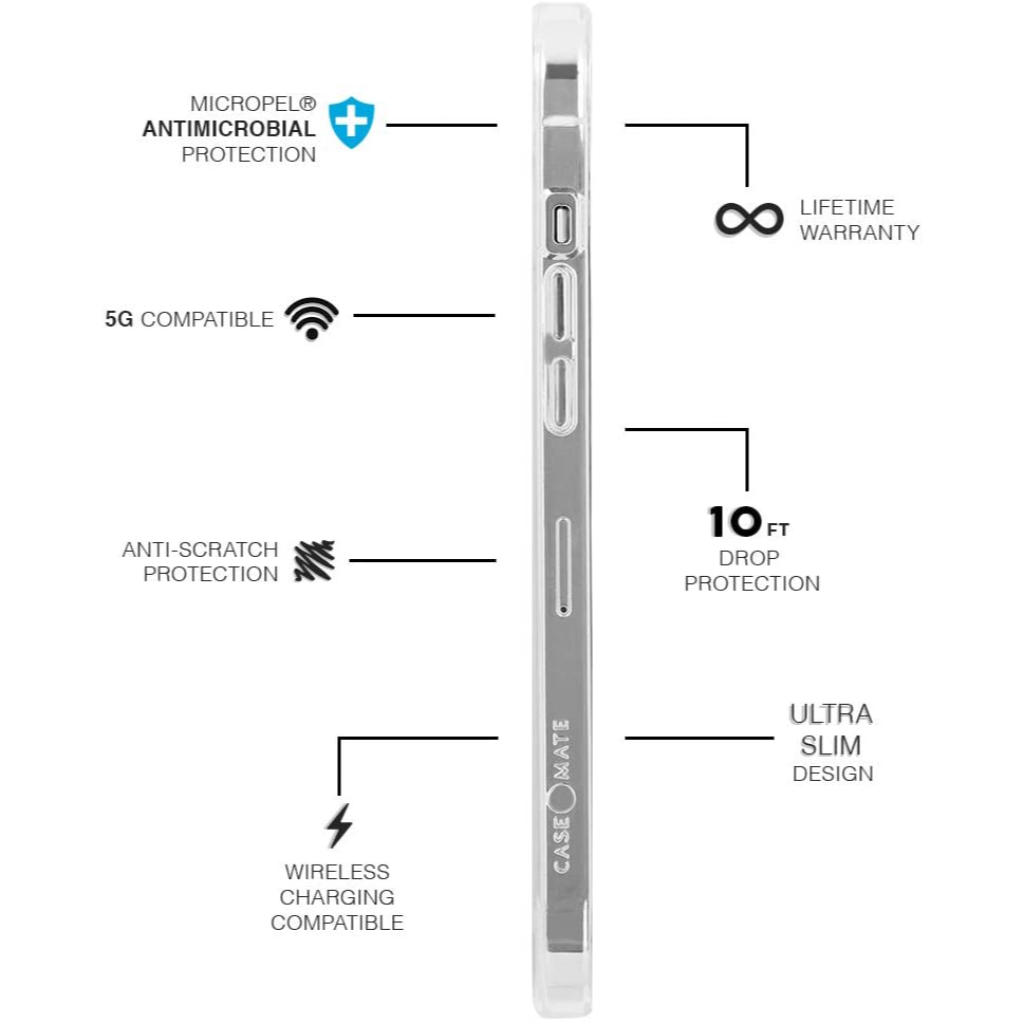 MICROPEL®
ANTIMICROBIAL
PROTECTION
LIFETIME
WARRANTY
5G COMPATIBLE
10 FT
DROP
PROTECTION
ANTI-SCRATCH
PROTECTION
ULTRA
SLIM
DESIGN
CASE MATE
WIRELESS
CHARGING
COMPATIBLE